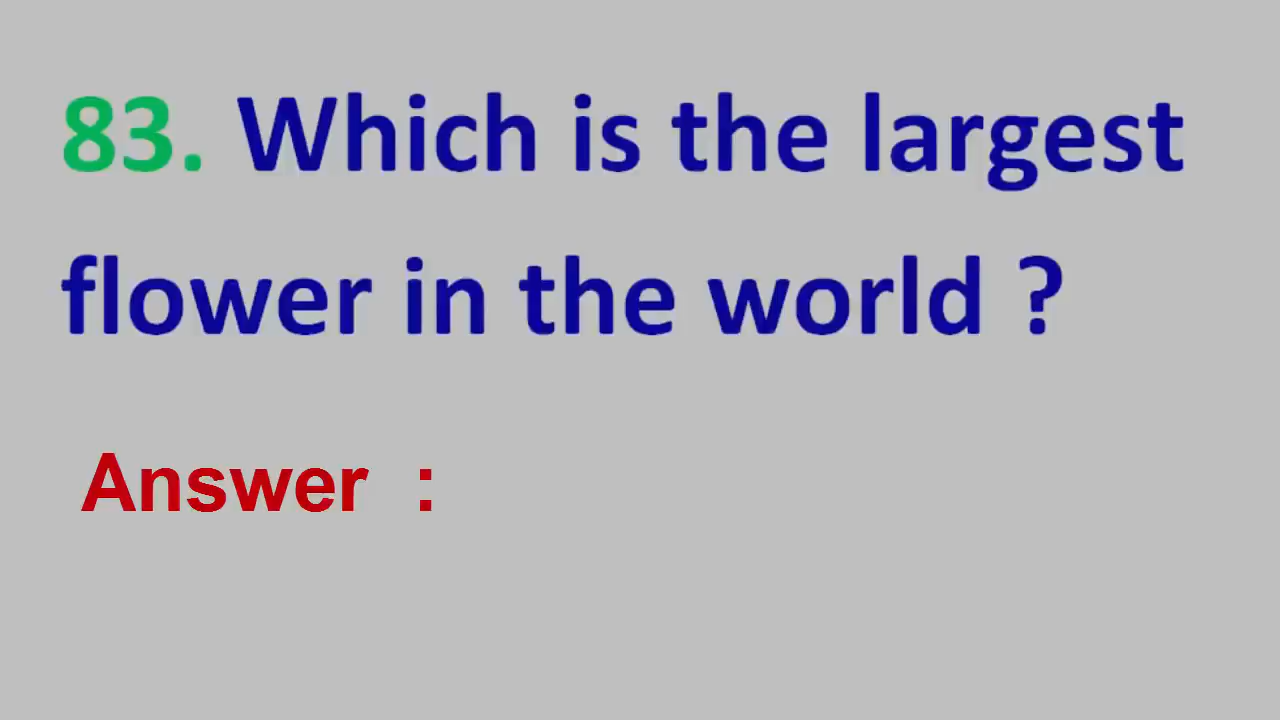 83. Which is the largest
flower in the world ?
Answer :